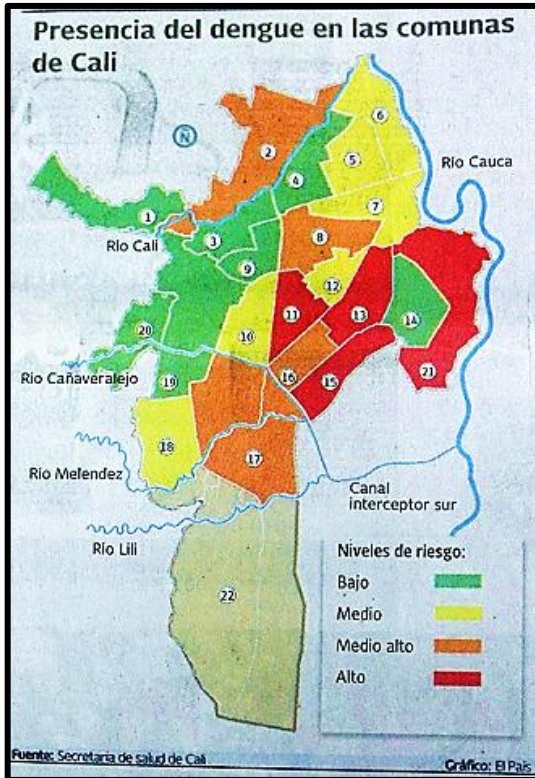 Presencia del dengue en las comunas
de Cali
Ñ
6
2
5
4
Río Cauca
1
7
3
8
Río Cali
9
12
11
13
14
20
10
Río Cañaveralejo
16
19
15
21
18
17
Río Melendez
Canal
interceptor sur
Río Lili
22
Niveles de riesgo:
Bajo
Medio
Medio alto
Alto
Fuente: Secretaria de salud de Cali
Gráfico: El País